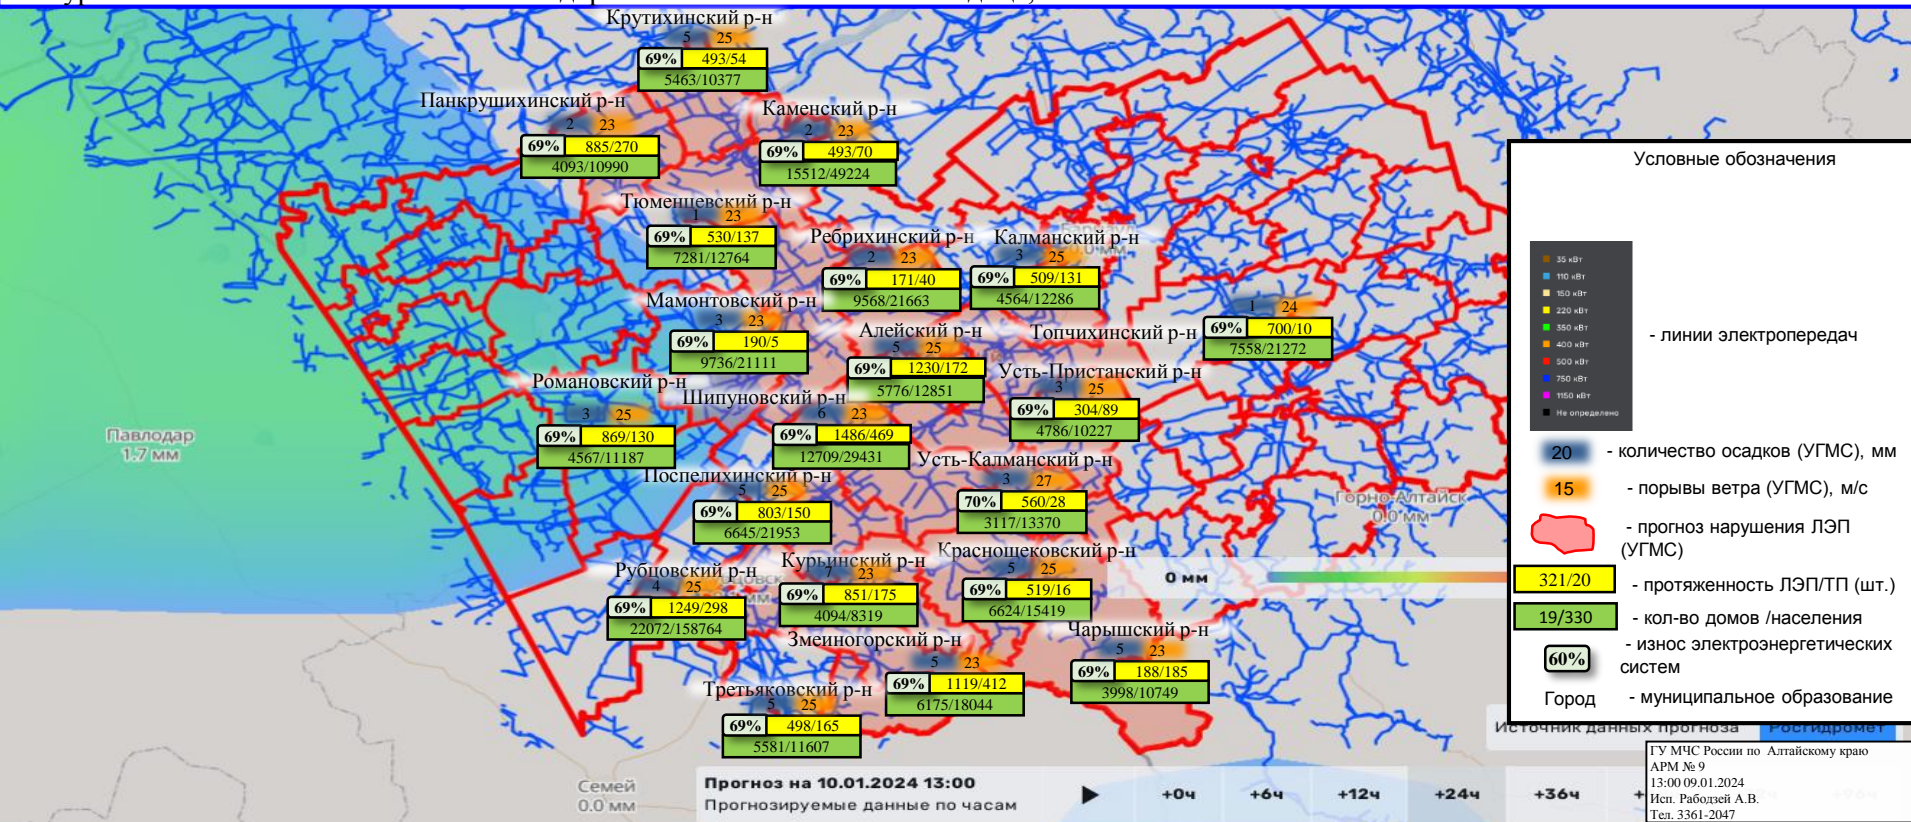 Крутихинский р-н
5 25
69% 493/54
5463/10377
Панкрушихинский р-н
2 23
69% 885/270
4093/10990
Каменский р-н
2 23
69% 493/70
15512/49224
Тюменцевский р-н
1 23
69% 530/137
7281/12764
Ребрихинский р-н
2 23
69% 171/40
9568/21663
Калманский р-н
3 25
69% 509/131
4564/12286
Мамонтовский р-н
3 23
69% 190/5
9736/21111
Алейский р-н
5 25
69% 1230/172
5776/12851
Топчихинский р-н
1 24
69% 700/10
7558/21272
Романовский р-н
3 25
69% 869/130
4567/11187
Шипуновский р-н
6 23
69% 1486/469
12709/29431
Усть-Пристанский р-н
3 25
69% 304/89
4786/10227
Поспелихинский р-н
5 25
69% 803/150
6645/21953
Усть-Калманский р-н
3 27
70% 560/28
3117/13370
Рубцовский р-н
4 25
69% 1249/298
22072/158764
Курьинский р-н
7 23
69% 851/175
4094/8319
Краснощековский р-н
5 25
69% 519/16
6624/15419
Змеиногорский р-н
5 23
69% 1119/412
6175/18044
Чарышский р-н
5 23
69% 188/185
3998/10749
Третьяковский р-н
5 25
69% 498/165
5581/11607
Павлодар
1.7 мм
Горно-Алтайск
0.0 мм
Семей
0.0 мм
0 мм
Условные обозначения
35 кВт
110 кВт
150 кВт
220 кВт
350 кВт
400 кВт
500 кВт
750 кВт
1150 кВт
Не определено
- линии электропередач
20 - количество осадков (УГМС), мм
15 - порывы ветра (УГМС), м/с
- прогноз нарушения ЛЭП
(УГМС)
321/20 - протяженность ЛЭП/ТП (шт.)
19/330 - кол-во домов /населения
60% - износ электроэнергетических
систем
Город - муниципальное образование
Источник данных прогноза Росгидромет
Прогноз на 10.01.2024 13:00
Прогнозируемые данные по часам
+0ч +6ч +12ч +24ч +36ч
ГУ МЧС России по Алтайскому краю
АРМ № 9
13:00 09.01.2024
Исп. Рабодзей А.В.
Тел. 3361-2047